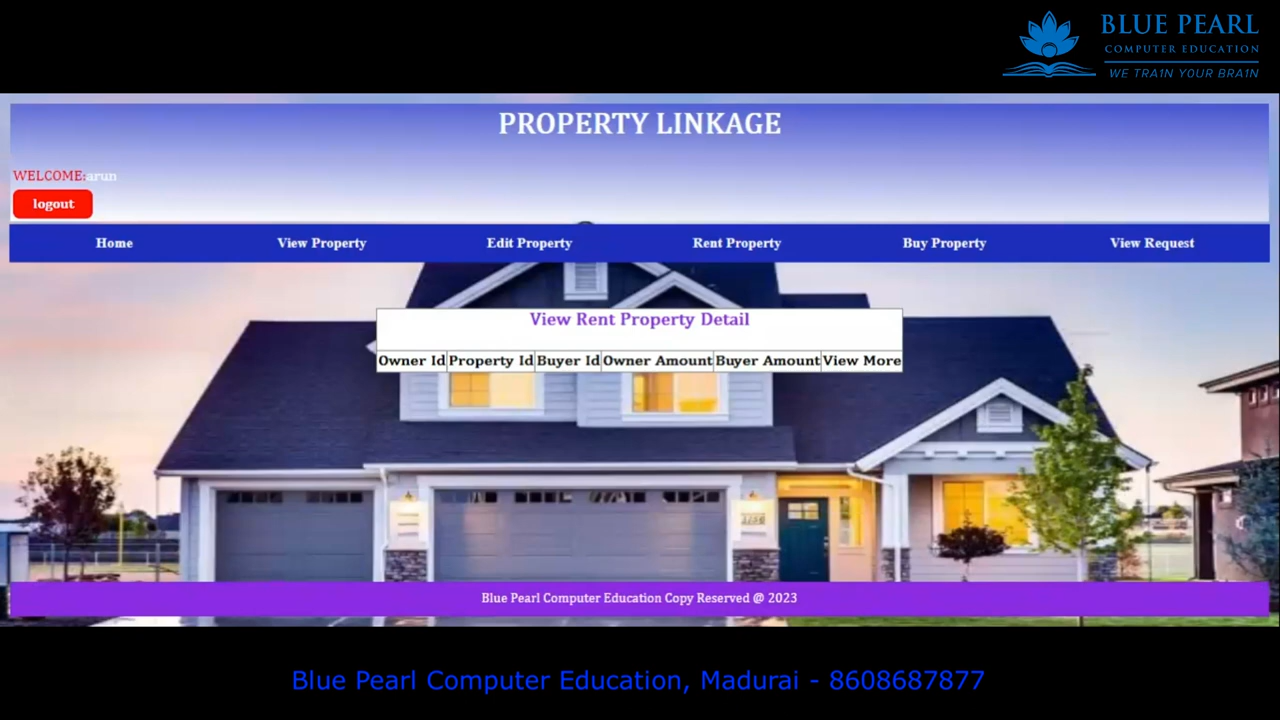 BLUE PEARL
COMPUTER EDUCATION
WE TRAIN YOUR BRAIN
PROPERTY LINKAGE
WELCOME:arun
logout
Home View Property Edit Property Rent Property Buy Property View Request
View Rent Property Detail
Owner Id Property Id Buyer Id Owner Amount Buyer Amount View More
Blue Pearl Computer Education Copy Reserved @ 2023
Blue Pearl Computer Education, Madurai - 8608687877